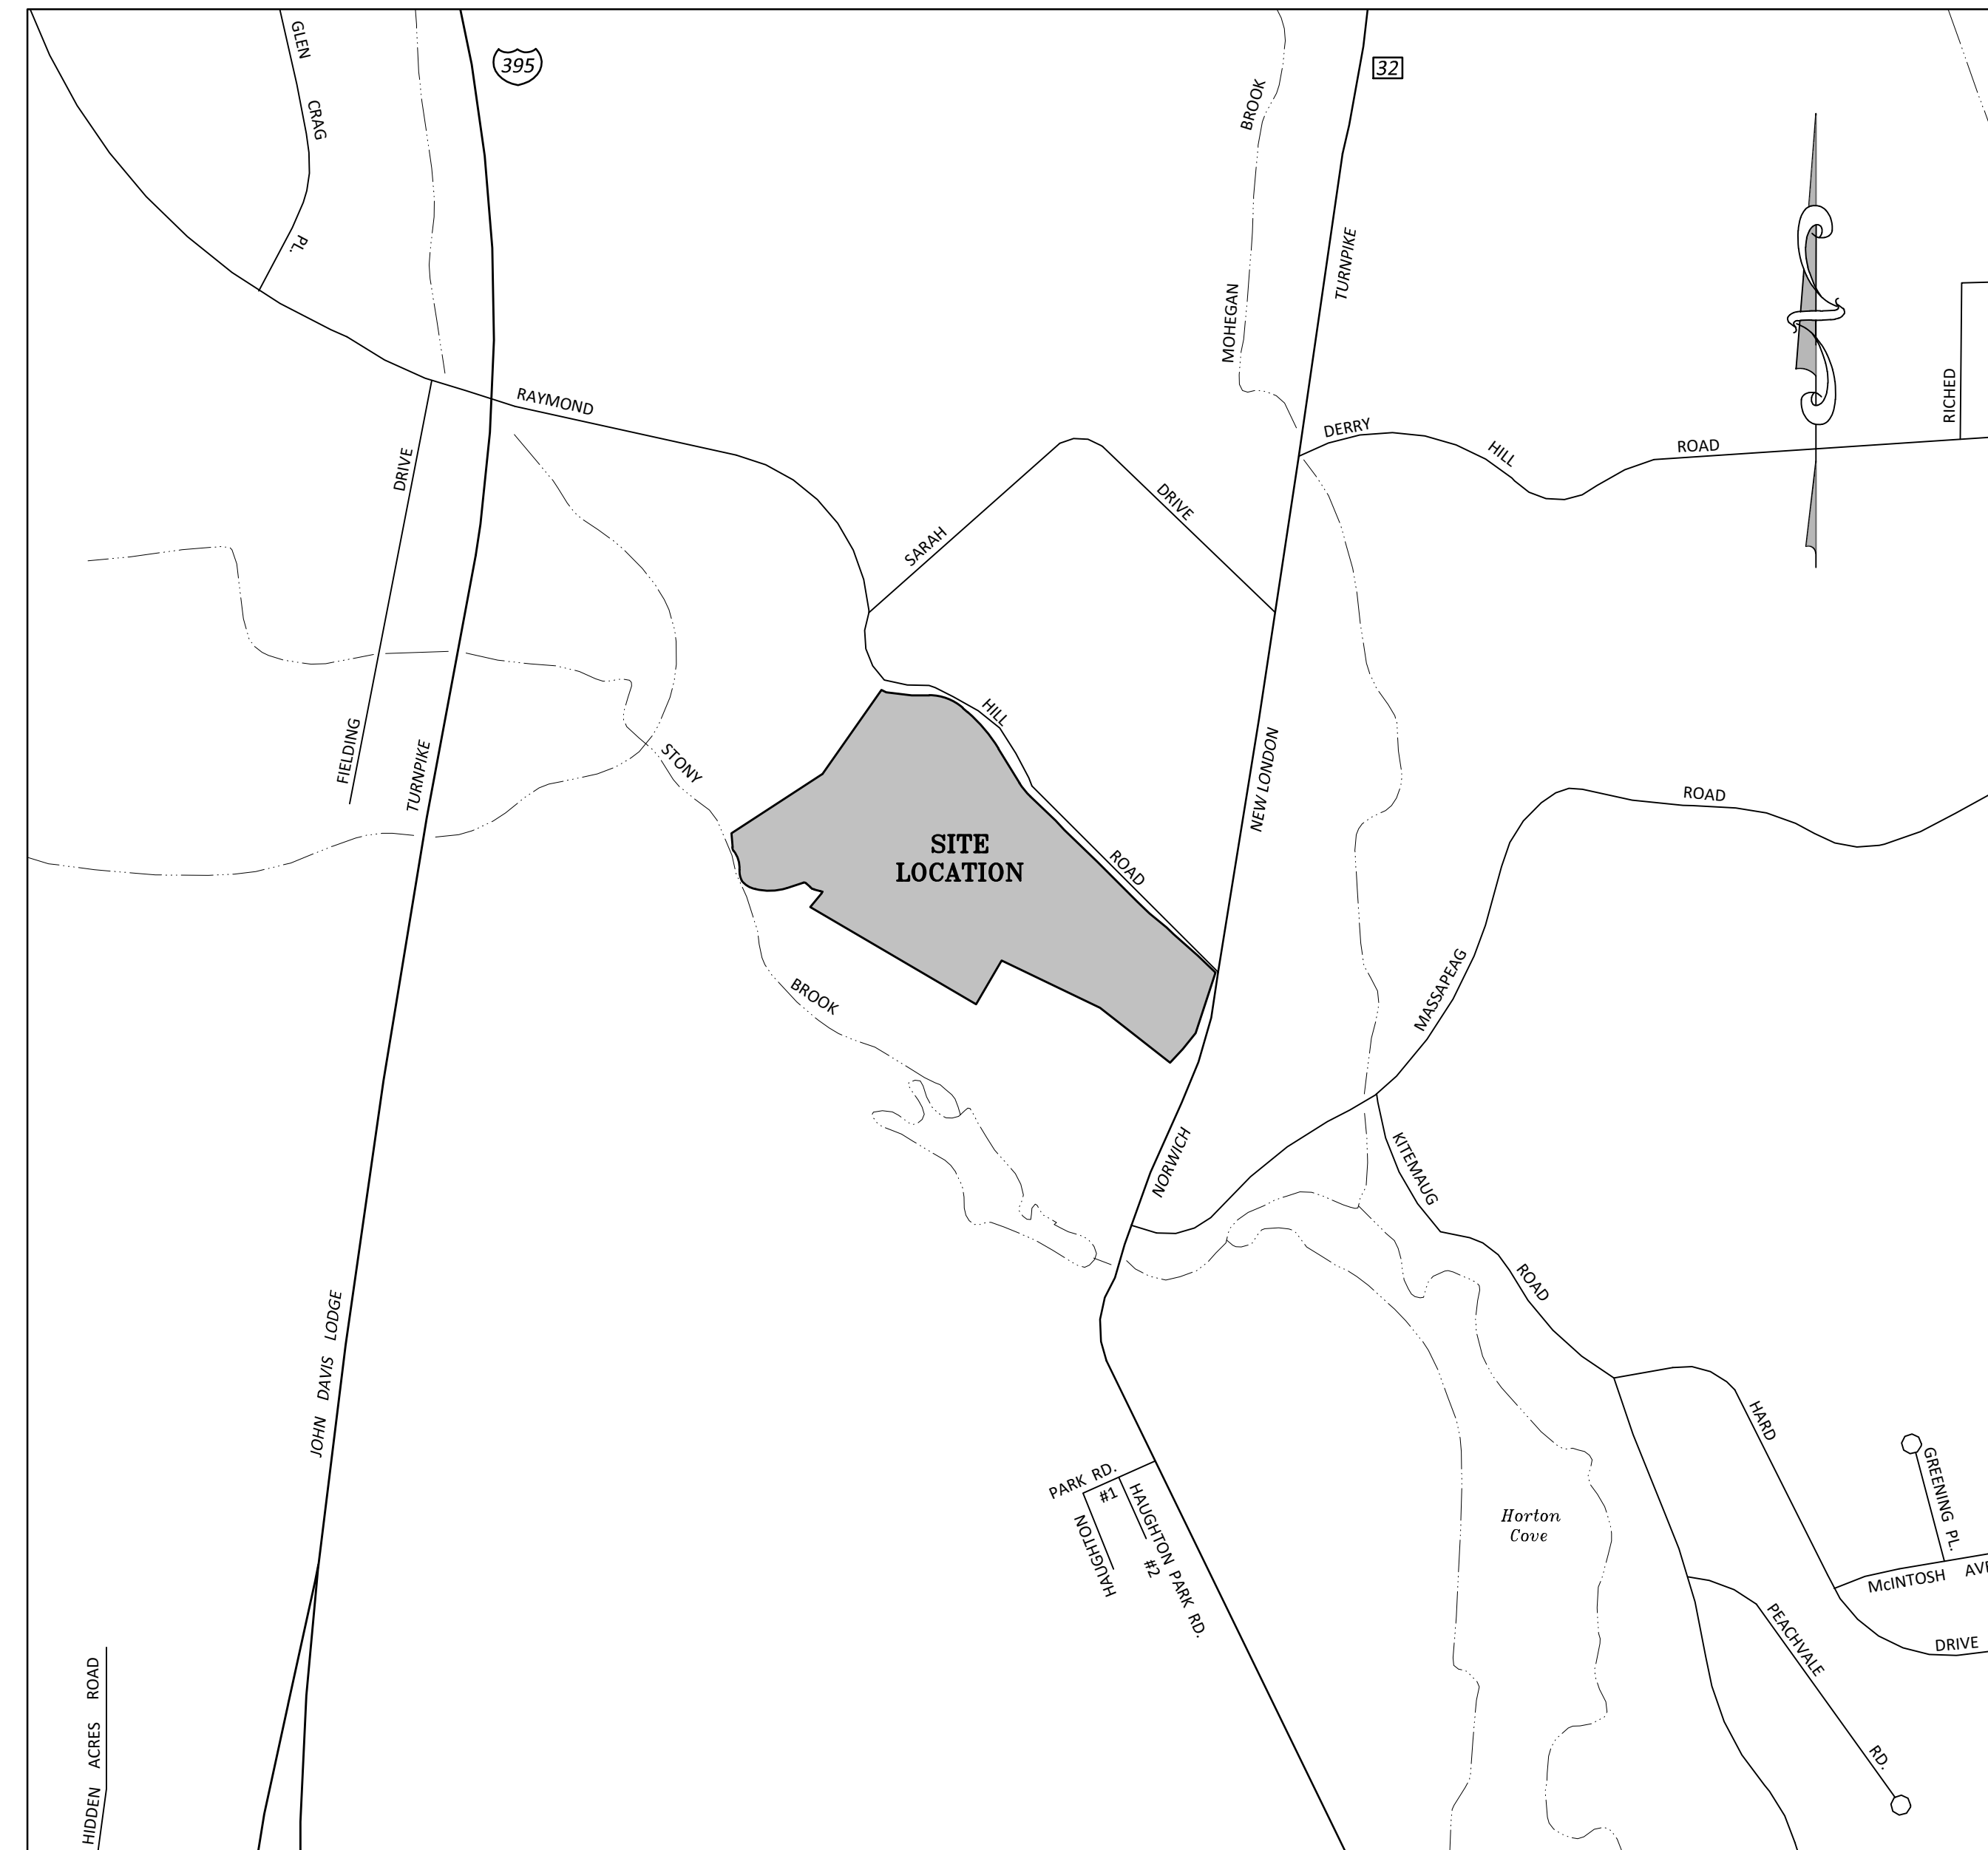 GLEN CRAG PL.
395
BROOK
MOHEGAN
32
TURNPIKE
RAYMOND
DERRY HILL ROAD
RICHED
DRIVE
FIELDING
TURNPIKE
SARAH DRIVE
HILL
ROAD
STONY
BROOK
SITE
LOCATION
NEW LONDON
NORWICH
ROAD
MASSAPEAG
KITEMAUG
ROAD
JOHN DAVIS LODGE
PARK RD.
#1
HAUGHTON
HAUGHTON PARK RD.
#2
Horton
Cove
HARD
GREENING PL.
McINTOSH AVE
DRIVE
PEACHVALE
RD.
HIDDEN ACRES ROAD